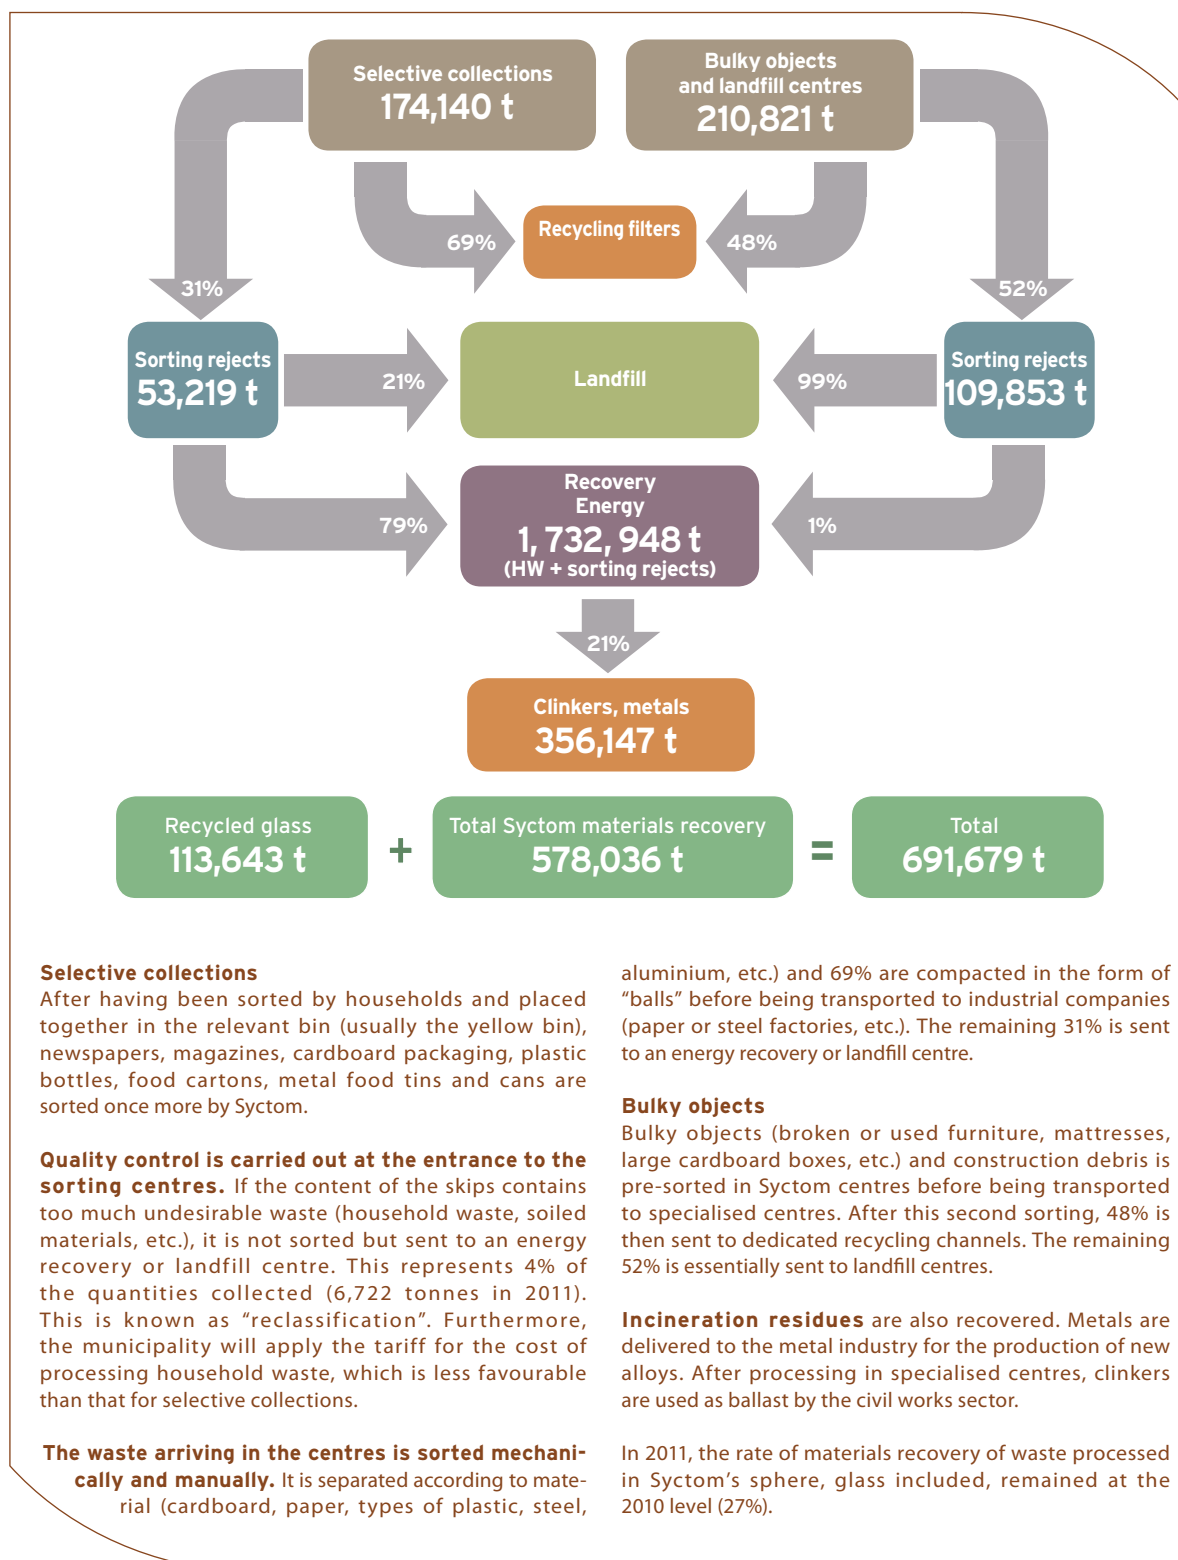 Selective collections
174,140 t
Bulky objects
and landfill centres
210,821 t
69%
Recycling filters
48%
31%
52%
Sorting rejects
53,219 t
21%
Landfill
99%
Sorting rejects
109,853 t
79%
Recovery
Energy
1, 732, 948 t
(HW + sorting rejects)
1%
21%
Clinkers, metals
356,147 t
Recycled glass
113,643 t
+
Total Syctom materials recovery
578,036 t
=
Total
691,679 t
Selective collections
After having been sorted by households and placed
together in the relevant bin (usually the yellow bin),
newspapers, magazines, cardboard packaging, plastic
bottles, food cartons, metal food tins and cans are
sorted once more by Syctom.
Quality control is carried out at the entrance to the
sorting centres. If the content of the skips contains
too much undesirable waste (household waste, soiled
materials, etc.), it is not sorted but sent to an energy
recovery or landfill centre. This represents 4% of
the quantities collected (6,722 tonnes in 2011).
This is known as “reclassification”. Furthermore,
the municipality will apply the tariff for the cost of
processing household waste, which is less favourable
than that for selective collections.
The waste arriving in the centres is sorted mechani-
cally and manually. It is separated according to mate-
rial (cardboard, paper, types of plastic, steel,
aluminium, etc.) and 69% are compacted in the form of
“balls” before being transported to industrial companies
(paper or steel factories, etc.). The remaining 31% is sent
to an energy recovery or landfill centre.
Bulky objects
Bulky objects (broken or used furniture, mattresses,
large cardboard boxes, etc.) and construction debris is
pre-sorted in Syctom centres before being transported
to specialised centres. After this second sorting, 48% is
then sent to dedicated recycling channels. The remaining
52% is essentially sent to landfill centres.
Incineration residues are also recovered. Metals are
delivered to the metal industry for the production of new
alloys. After processing in specialised centres, clinkers
are used as ballast by the civil works sector.
In 2011, the rate of materials recovery of waste processed
in Syctom’s sphere, glass included, remained at the
2010 level (27%).